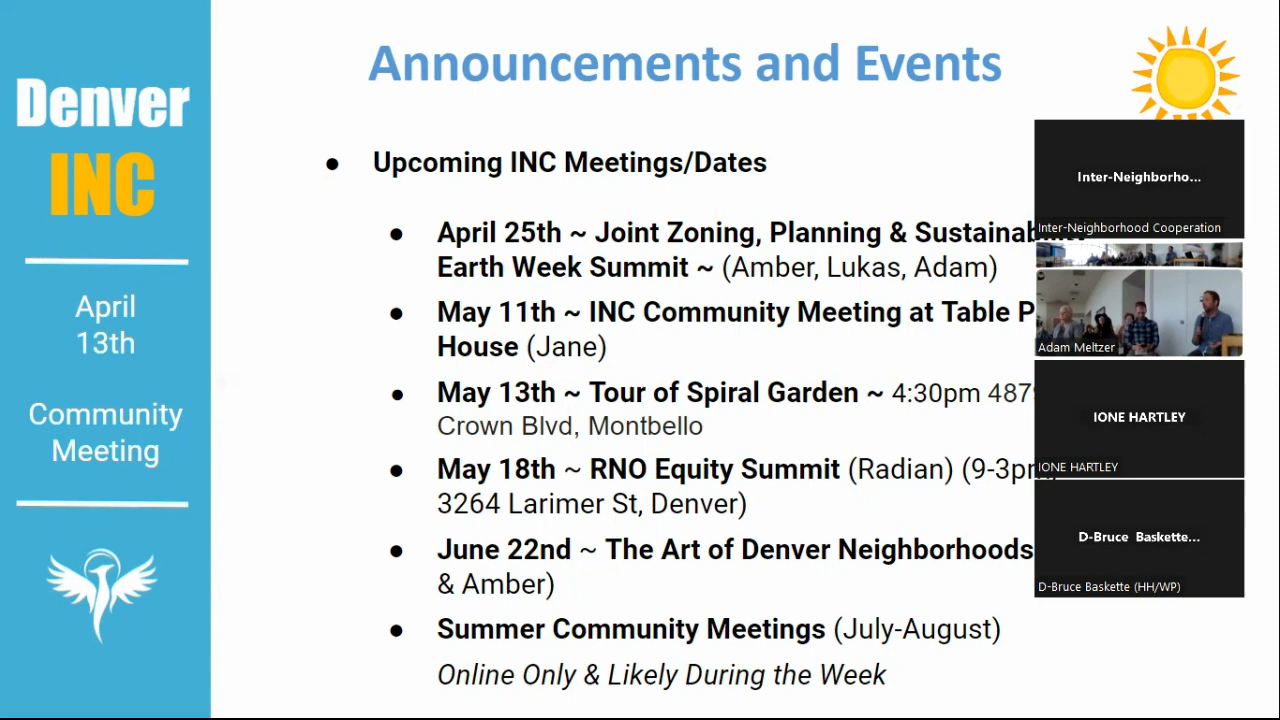 Denver
INC
April
13th
Community
Meeting
Announcements and Events
● Upcoming INC Meetings/Dates
● April 25th ~ Joint Zoning, Planning &
Earth Week Summit ~ (Amber, Lukas, Adam)
● May 11th ~ INC Community Meeting at Table
House (Jane)
● May 13th ~ Tour of Spiral Garden ~ 4:30pm
Crown Blvd, Montbello
● May 18th ~ RNO Equity Summit (Radian)
3264 Larimer St, Denver)
● June 22nd ~ The Art of Denver Neighborhoods
& Amber)
● Summer Community Meetings (July-August)
Online Only & Likely During the Week
Inter-Neighborho...
Inter-Neighborhood Cooperation
Adam Meltzer
IONE HARTLEY
IONE HARTLEY
D-Bruce Baskette...
D-Bruce Baskette (HH/WP)